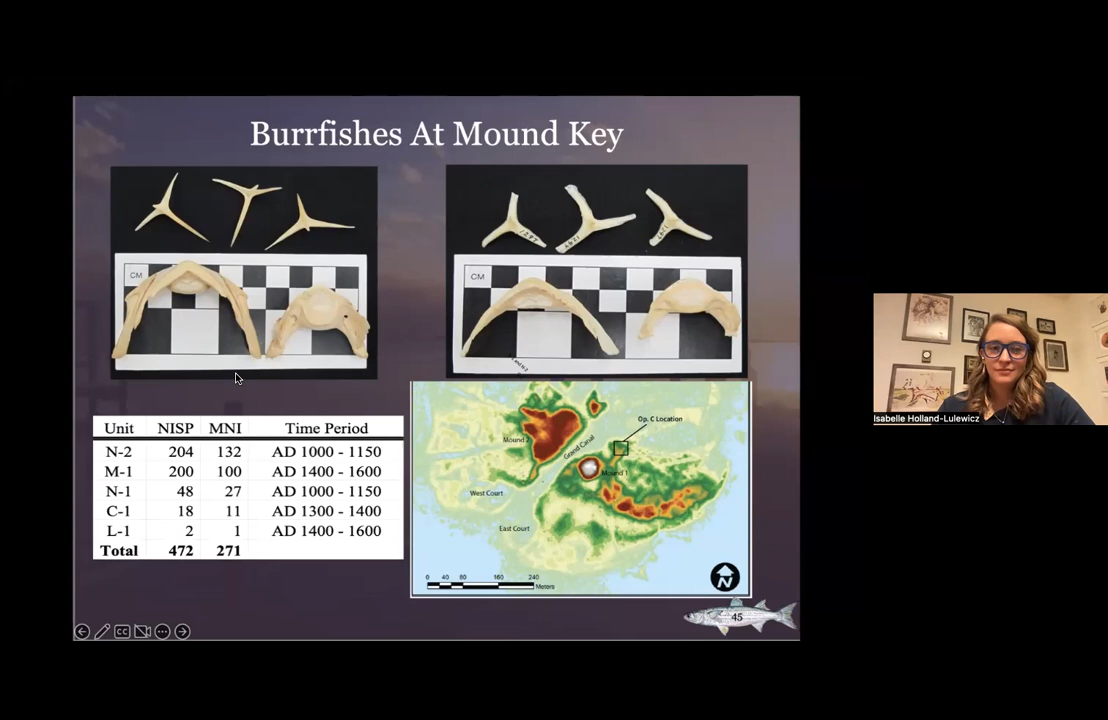 Burrfishes At Mound Key
CM
CM
1277
Unit NISP MNI Time Period
N-2 204 132 AD 1000 - 1150
M-1 200 100 AD 1400 - 1600
N-1 48 27 AD 1000 - 1150
C-1 18 11 AD 1300 - 1400
L-1 2 1 AD 1400 - 1600
Total 472 271
Op. C Location
Mound 2
Grand Canal
Mound 1
West Court
East Court
0 40 80 160 240
Meters
N
45
CC
Isabelle Holland-Lulewicz